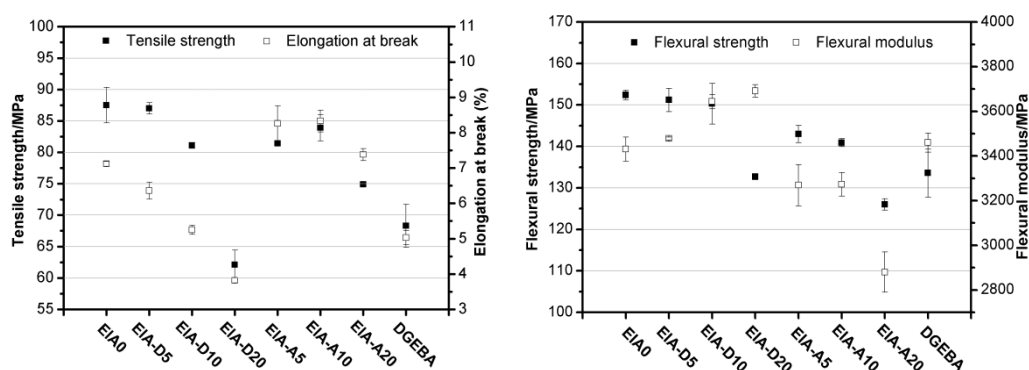 100
95
90
85
80
75
70
65
60
55
Tensile strength/MPa
Tensile strength
Elongation at break
11
10
9
8
7
6
5
4
3
Elongation at break (%)
EIA0
EIA-D5
EIA-D10
EIA-D20
EIA-A5
EIA-A10
EIA-A20
DGEBA
170
160
150
140
130
120
110
100
Flexural strength/MPa
Flexural strength
Flexural modulus
4000
3800
3600
3400
3200
3000
2800
Flexural modulus/MPa
EIA0
EIA-D5
EIA-D10
EIA-D20
EIA-A5
EIA-A10
EIA-A20
DGEBA